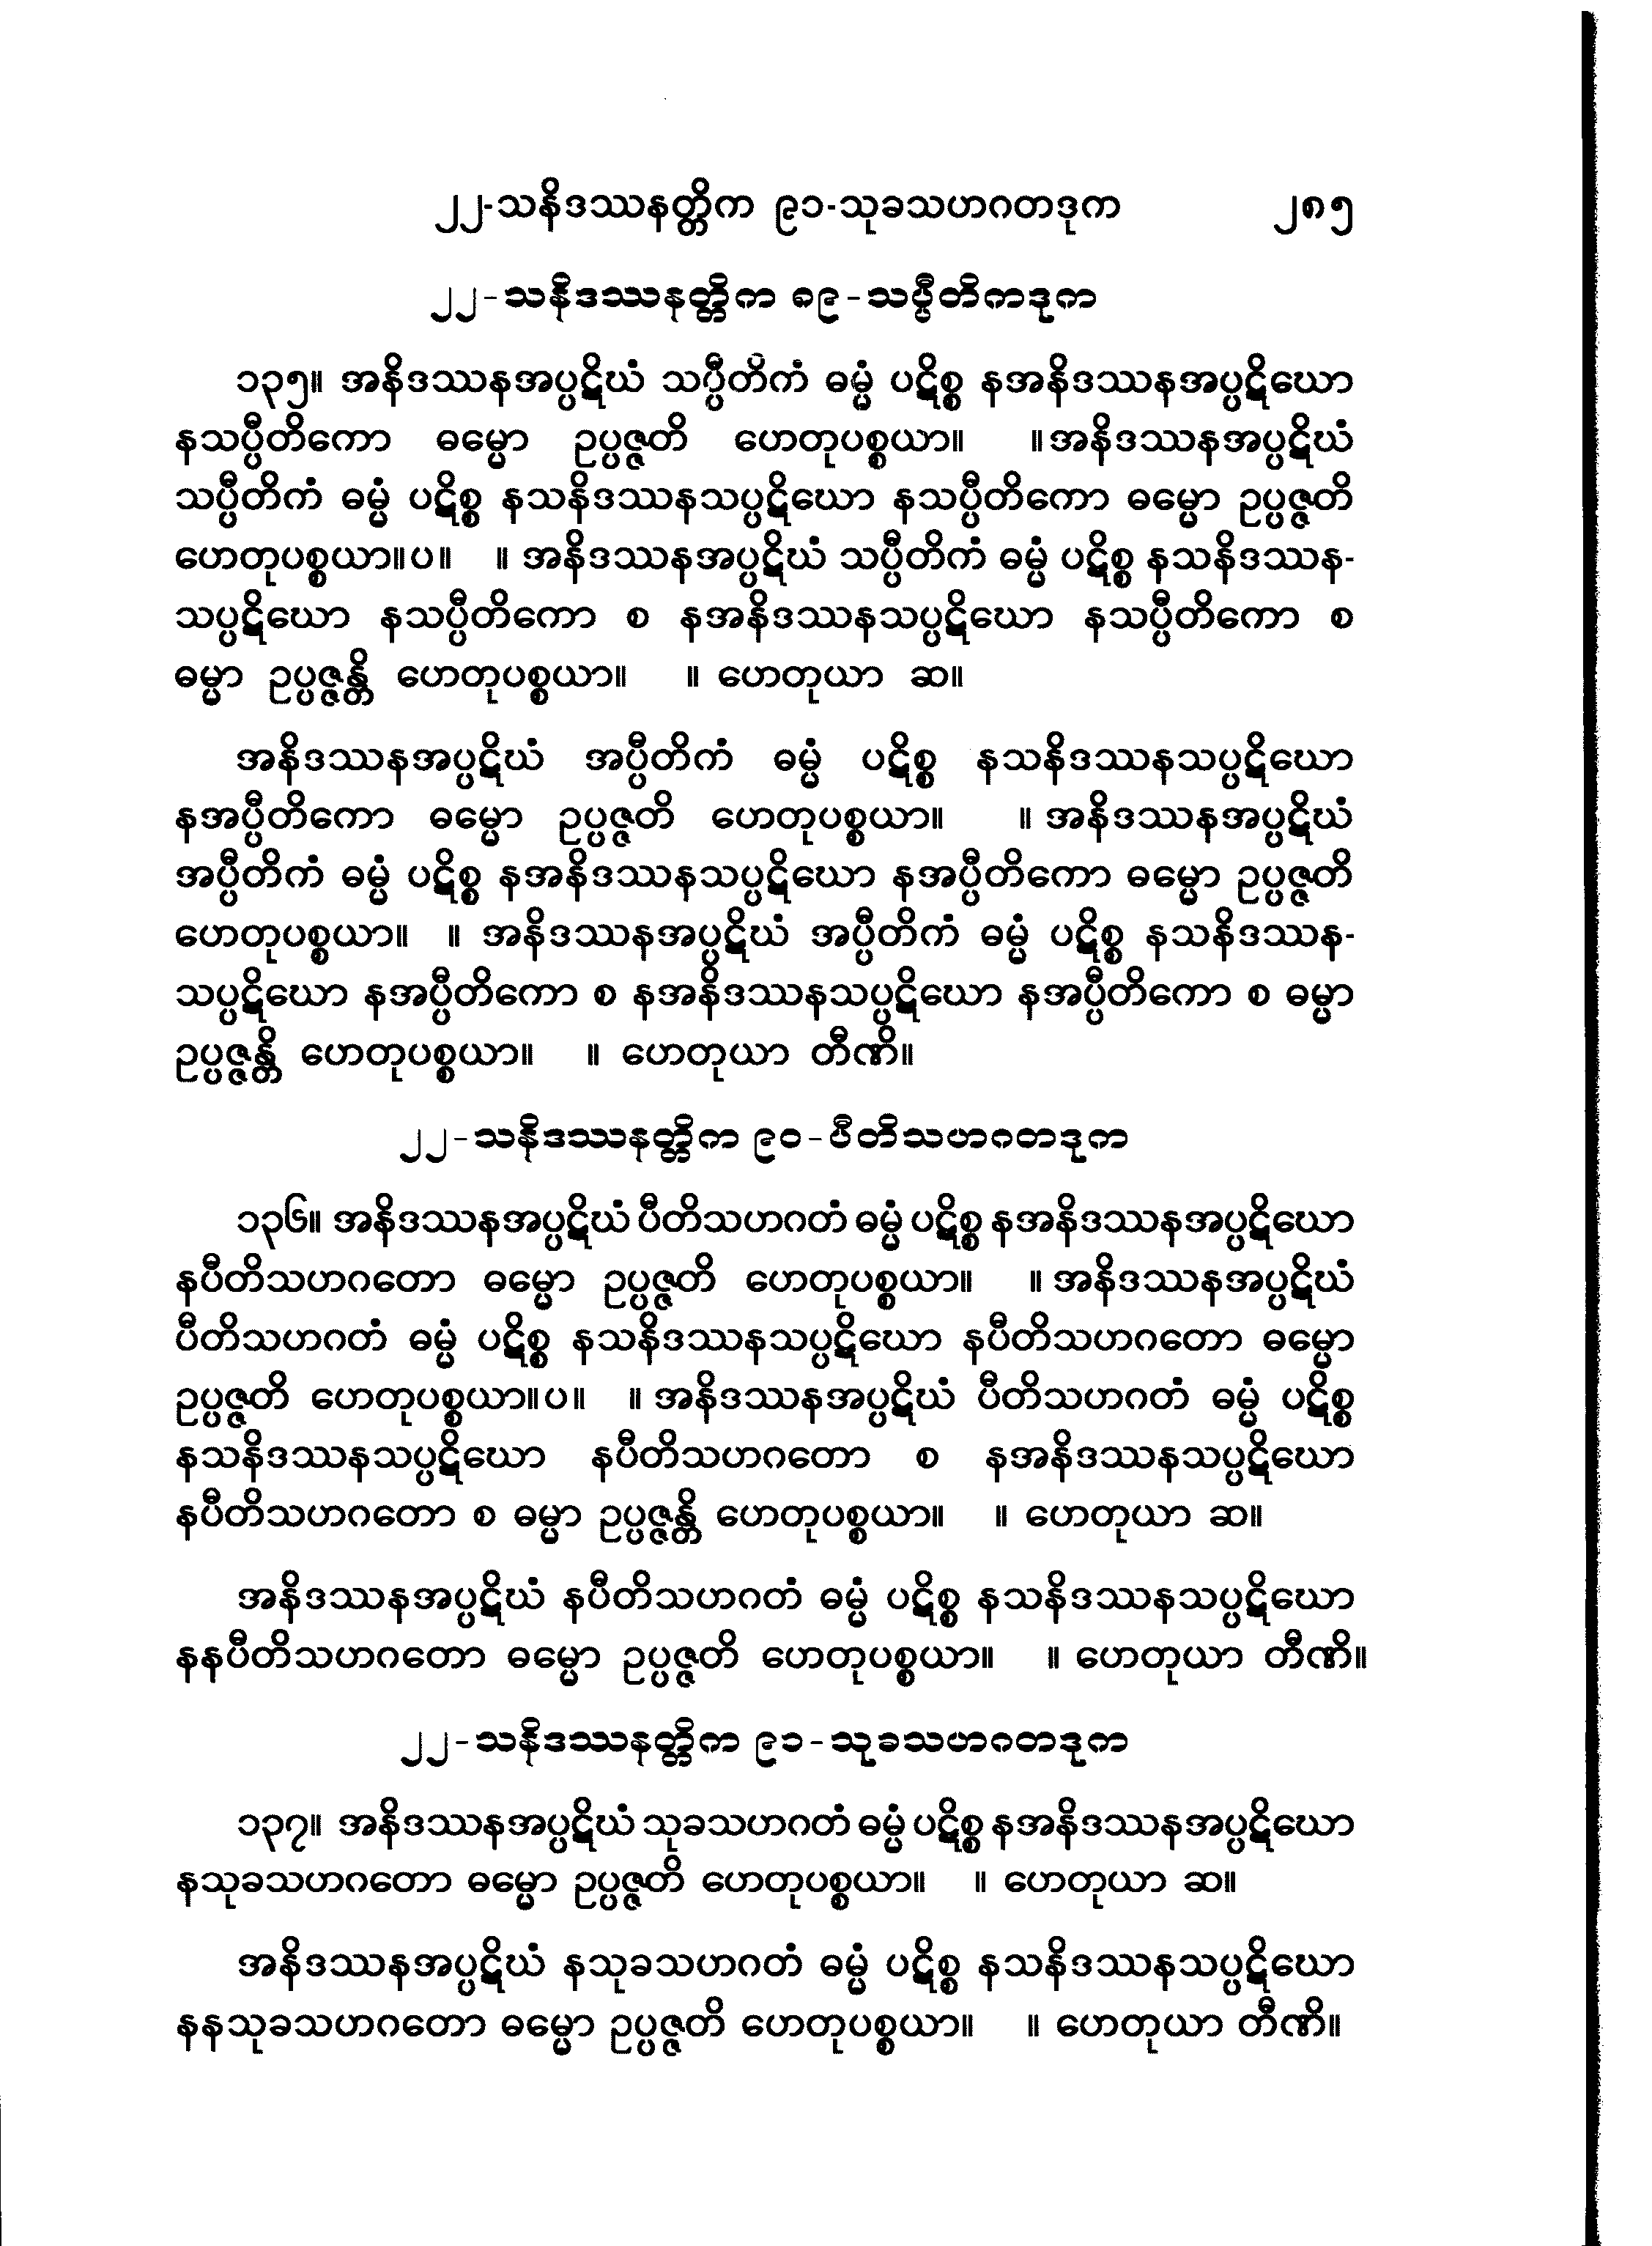 ၂၂-သနိဒဿနတ္တိက ၉၁-သုခသဟဂတဒုက ၂၈၅
၂၂-သနိဒဿနတ္တိက ၈၉-သပ္ပီတိကဒုက
၁၃၅။ အနိဒဿနအပ္ပဋိဃံ သပ္ပီတိကံ ဓမ္မံ ပဋိစ္စ နအနိဒဿနအပ္ပဋိဃော
နသပ္ပီတိကော ဓမ္မော ဥပ္ပဇ္ဇတိ ဟေတုပစ္စယာ။ ။အနိဒဿနအပ္ပဋိဃံ
သပ္ပီတိကံ ဓမ္မံ ပဋိစ္စ နသနိဒဿနသပ္ပဋိဃော နသပ္ပီတိကော ဓမ္မော ဥပ္ပဇ္ဇတိ
ဟေတုပစ္စယာ။ပ။ ။ အနိဒဿနအပ္ပဋိဃံ သပ္ပီတိကံ ဓမ္မံ ပဋိစ္စ နသနိဒဿန-
သပ္ပဋိဃော နသပ္ပီတိကော စ နအနိဒဿနသပ္ပဋိဃော နသပ္ပီတိကော စ
ဓမ္မာ ဥပ္ပဇ္ဇန္တိ ဟေတုပစ္စယာ။ ။ ဟေတုယာ ဆ။
အနိဒဿနအပ္ပဋိဃံ အပ္ပီတိကံ ဓမ္မံ ပဋိစ္စ နသနိဒဿနသပ္ပဋိဃော
နအပ္ပီတိကော ဓမ္မော ဥပ္ပဇ္ဇတိ ဟေတုပစ္စယာ။ ။ အနိဒဿနအပ္ပဋိဃံ
အပ္ပီတိကံ ဓမ္မံ ပဋိစ္စ နအနိဒဿနသပ္ပဋိဃော နအပ္ပီတိကော ဓမ္မော ဥပ္ပဇ္ဇတိ
ဟေတုပစ္စယာ။ ။ အနိဒဿနအပ္ပဋိဃံ အပ္ပီတိကံ ဓမ္မံ ပဋိစ္စ နသနိဒဿန-
သပ္ပဋိဃော နအပ္ပီတိကော စ နအနိဒဿနသပ္ပဋိဃော နအပ္ပီတိကော စ ဓမ္မာ
ဥပ္ပဇ္ဇန္တိ ဟေတုပစ္စယာ။ ။ ဟေတုယာ တီဏိ။
၂၂-သနိဒဿနတ္တိက ၉၀-ပီတိသဟဂတဒုက
၁၃၆။ အနိဒဿနအပ္ပဋိဃံ ပီတိသဟဂတံ ဓမ္မံ ပဋိစ္စ နအနိဒဿနအပ္ပဋိဃော
နပီတိသဟဂတော ဓမ္မော ဥပ္ပဇ္ဇတိ ဟေတုပစ္စယာ။ ။ အနိဒဿနအပ္ပဋိဃံ
ပီတိသဟဂတံ ဓမ္မံ ပဋိစ္စ နသနိဒဿနသပ္ပဋိဃော နပီတိသဟဂတော ဓမ္မော
ဥပ္ပဇ္ဇတိ ဟေတုပစ္စယာ။ပ။ ။ အနိဒဿနအပ္ပဋိဃံ ပီတိသဟဂတံ ဓမ္မံ ပဋိစ္စ
နသနိဒဿနသပ္ပဋိဃော နပီတိသဟဂတော စ နအနိဒဿနသပ္ပဋိဃော
နပီတိသဟဂတော စ ဓမ္မာ ဥပ္ပဇ္ဇန္တိ ဟေတုပစ္စယာ။ ။ ဟေတုယာ ဆ။
အနိဒဿနအပ္ပဋိဃံ နပီတိသဟဂတံ ဓမ္မံ ပဋိစ္စ နသနိဒဿနသပ္ပဋိဃော
နနပီတိသဟဂတော ဓမ္မော ဥပ္ပဇ္ဇတိ ဟေတုပစ္စယာ။ ။ ဟေတုယာ တီဏိ။
၂၂-သနိဒဿနတ္တိက ၉၁-သုခသဟဂတဒုက
၁၃၇။ အနိဒဿနအပ္ပဋိဃံ သုခသဟဂတံ ဓမ္မံ ပဋိစ္စ နအနိဒဿနအပ္ပဋိဃော
နသုခသဟဂတော ဓမ္မော ဥပ္ပဇ္ဇတိ ဟေတုပစ္စယာ။ ။ ဟေတုယာ ဆ။
အနိဒဿနအပ္ပဋိဃံ နသုခသဟဂတံ ဓမ္မံ ပဋိစ္စ နသနိဒဿနသပ္ပဋိဃော
နနသုခသဟဂတော ဓမ္မော ဥပ္ပဇ္ဇတိ ဟေတုပစ္စယာ။ ။ ဟေတုယာ တီဏိ။